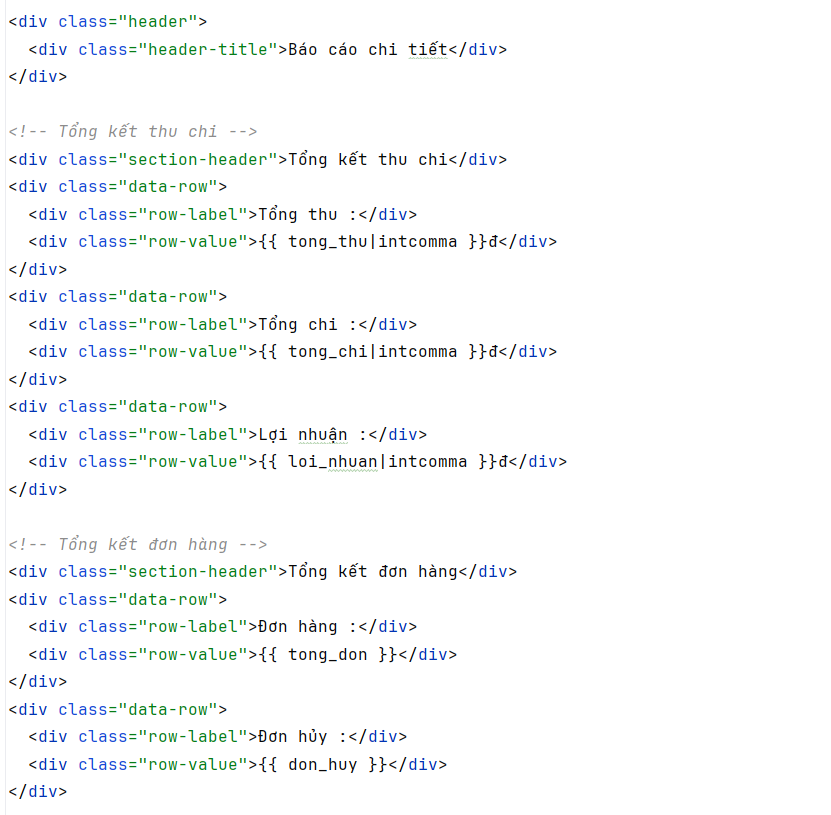 <div class="header">
  <div class="header-title">Báo cáo chi tiết</div>
</div>

<!-- Tổng kết thu chi -->
<div class="section-header">Tổng kết thu chi</div>
<div class="data-row">
  <div class="row-label">Tổng thu :</div>
  <div class="row-value">{{ tong_thu|intcomma }}đ</div>
</div>
<div class="data-row">
  <div class="row-label">Tổng chi :</div>
  <div class="row-value">{{ tong_chi|intcomma }}đ</div>
</div>
<div class="data-row">
  <div class="row-label">Lợi nhuận :</div>
  <div class="row-value">{{ loi_nhuan|intcomma }}đ</div>
</div>

<!-- Tổng kết đơn hàng -->
<div class="section-header">Tổng kết đơn hàng</div>
<div class="data-row">
  <div class="row-label">Đơn hàng :</div>
  <div class="row-value">{{ tong_don }}</div>
</div>
<div class="data-row">
  <div class="row-label">Đơn hủy :</div>
  <div class="row-value">{{ don_huy }}</div>
</div>